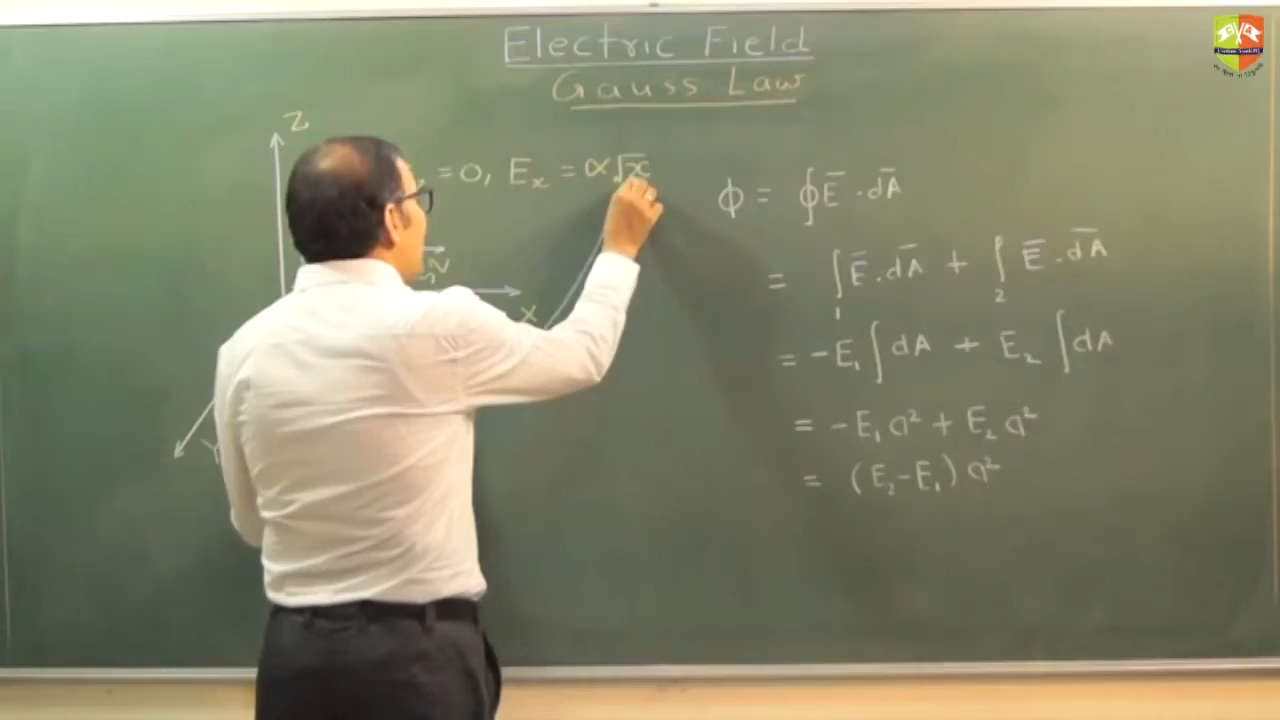 Electric Field
Gauss Law
Z
= 0, Eₓ = α√x
X
Y
ϕ = ∮E̅ . dA̅
= ∫₁ E̅ . dA̅ + ∫₂ E̅ . dA̅
= -E₁ ∫dA + E₂ ∫dA
= -E₁ a² + E₂ a²
= (E₂-E₁) a²